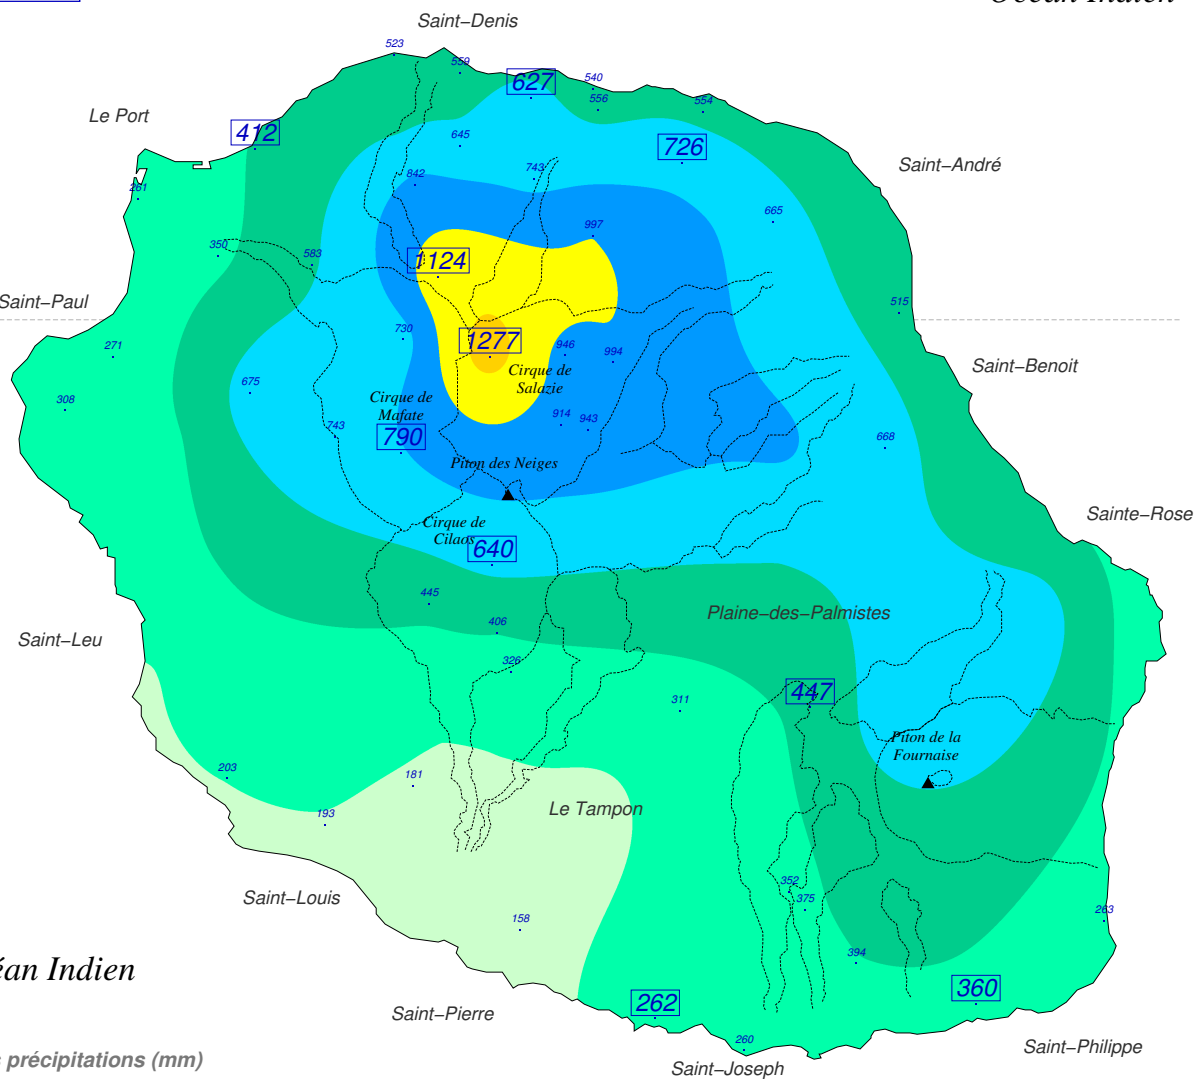 Océan Indien
Saint–Denis
523
559
627
540
556
554
Le Port
412
645
726
Saint–André
743
842
261
665
997
350
583
1124
Saint–Paul
515
730
1277
271
946
994
Saint–Benoit
Cirque de
Salazie
675
308
Cirque de
Mafate
914
943
743
790
668
Piton des Neiges
Sainte–Rose
Cirque de
Cilaos
640
445
Plaine–des–Palmistes
406
Saint–Leu
326
447
311
Piton de la
Fournaise
203
181
193
Le Tampon
352
Saint–Louis
375
263
158
394
éan Indien
360
262
Saint–Pierre
260
Saint–Philippe
s précipitations (mm)
Saint–Joseph